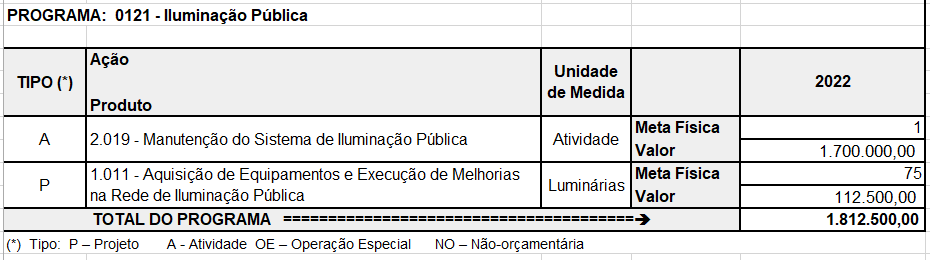 PROGRAMA: 0121 - Iluminação Pública
TIPO (*)
Ação
Produto
Unidade
de Medida
2022
A
2.019 - Manutenção do Sistema de Iluminação Pública
Atividade
Meta Física
1
Valor
1.700.000,00
P
1.011 - Aquisição de Equipamentos e Execução de Melhorias
na Rede de Iluminação Pública
Luminárias
Meta Física
75
Valor
112.500,00
TOTAL DO PROGRAMA =======================================➔
1.812.500,00
(*) Tipo: P – Projeto A - Atividade OE – Operação Especial NO – Não-orçamentária